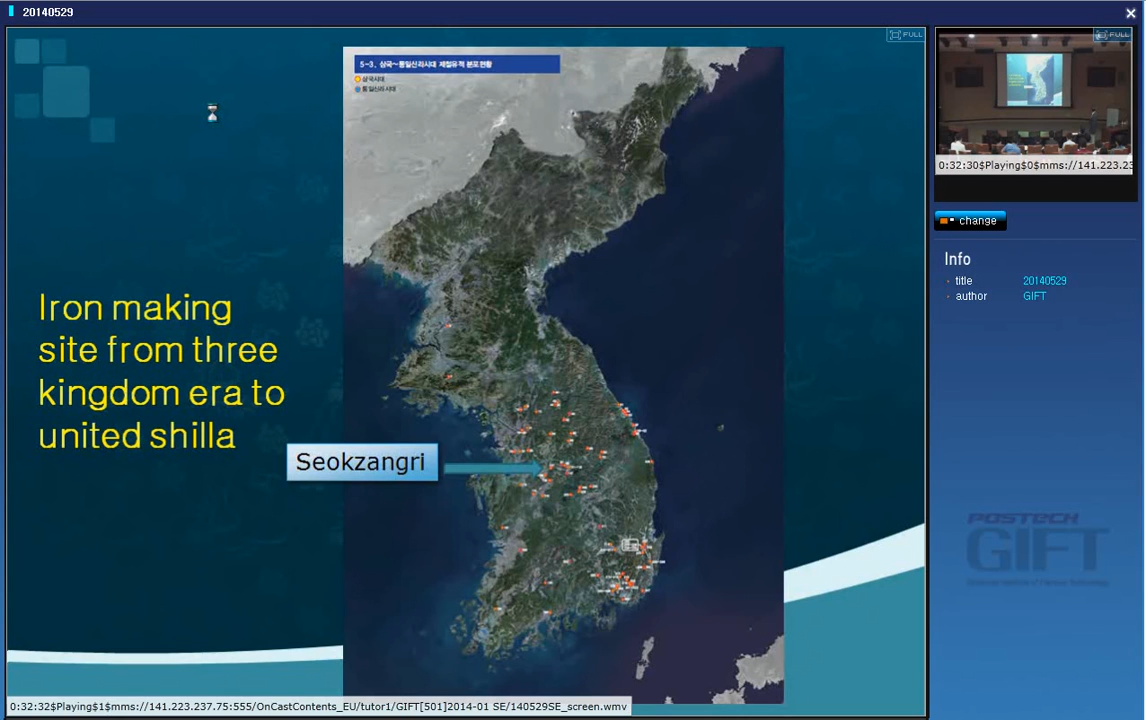 20140529
FULL
5-3. 삼국~통일신라시대 제철유적 분포현황
삼국시대
통일신라시대
Iron making
site from three
kingdom era to
united shilla
Seokzangri
0:32:32$Playing$1$mms://141.223.237.75:555/OnCastContents_EU/tutor1/GIFT[501]2014-01 SE/140529SE_screen.wmv
FULL
0:32:30$Playing$0$mms://141.223.23
change
Info
title 20140529
author GIFT
POSTECH
GIFT